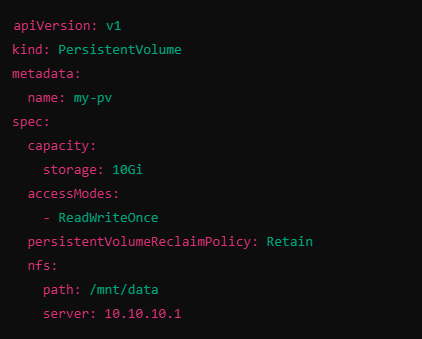 apiVersion: v1
kind: PersistentVolume
metadata:
  name: my-pv
spec:
  capacity:
    storage: 10Gi
  accessModes:
    - ReadWriteOnce
  persistentVolumeReclaimPolicy: Retain
  nfs:
    path: /mnt/data
    server: 10.10.10.1